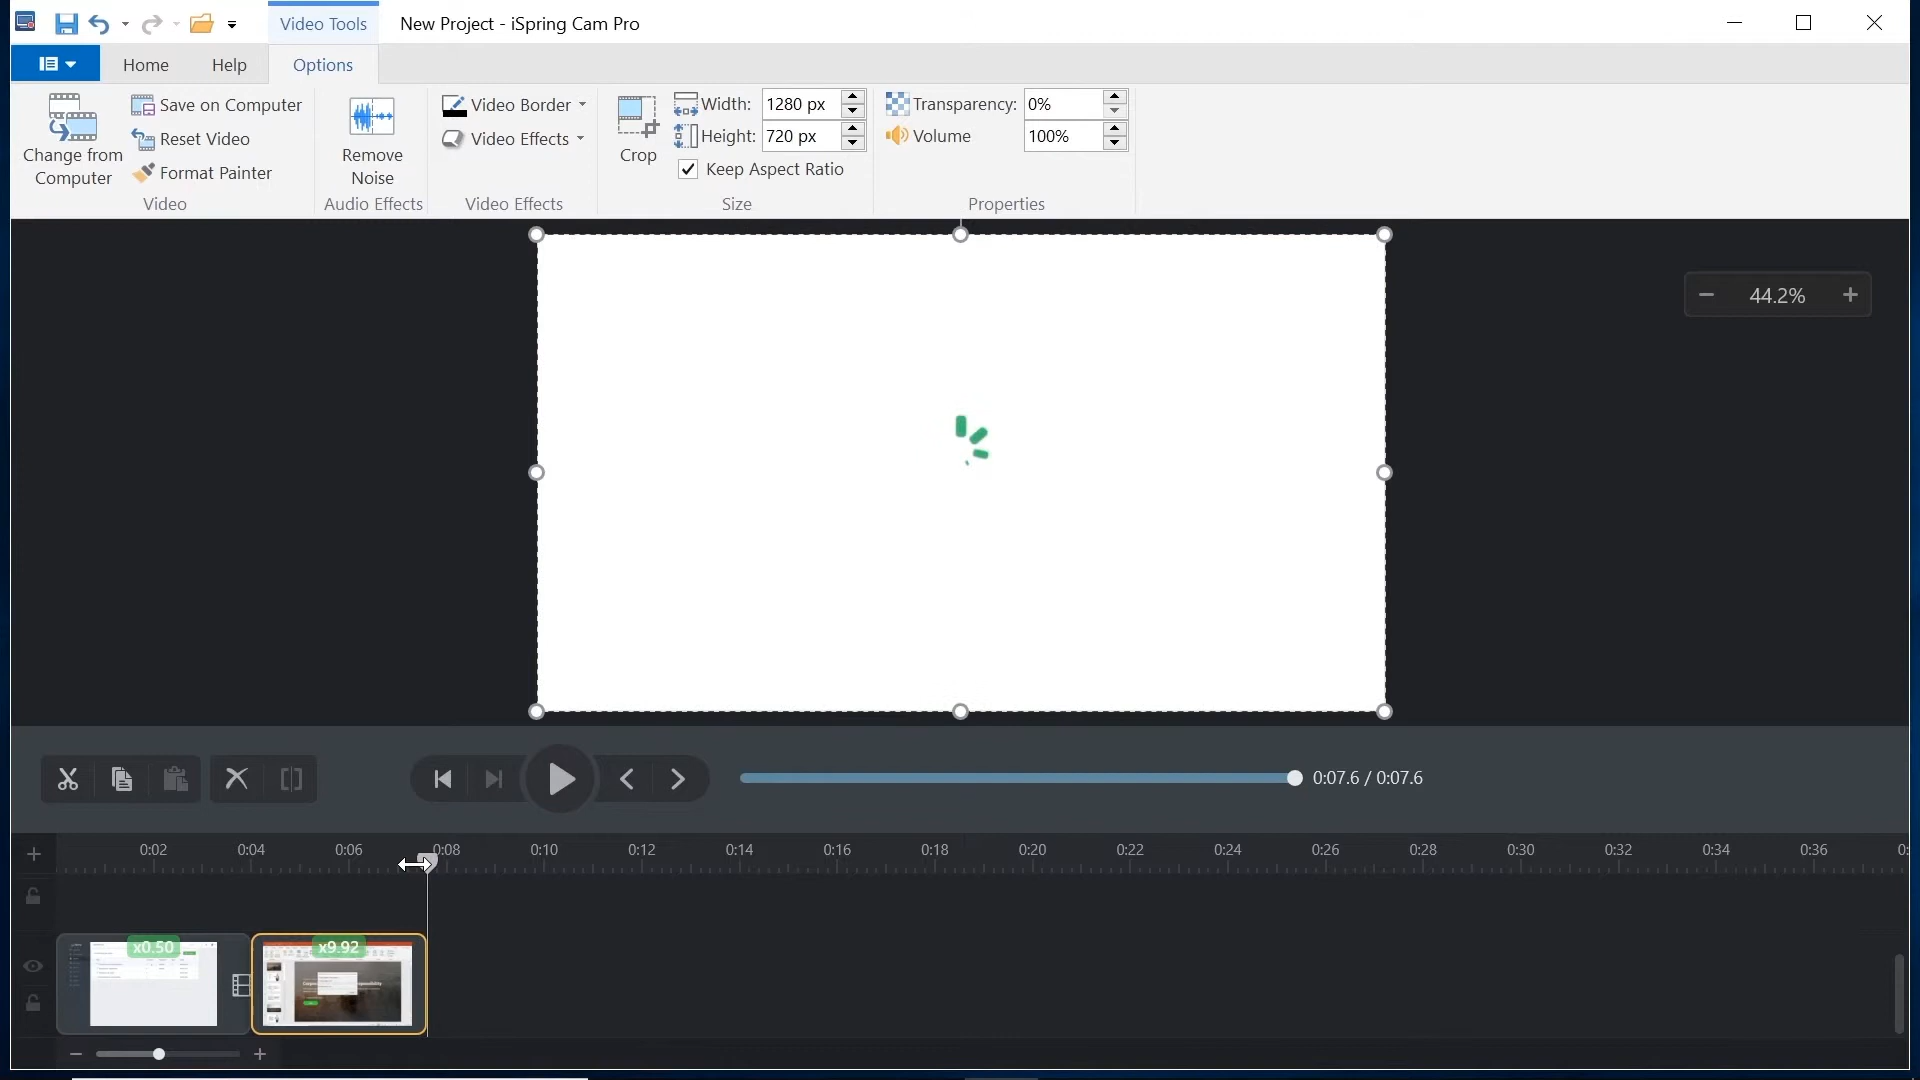 Video Tools
New Project - iSpring Cam Pro
Home
Help
Options
Change from
Computer
Save on Computer
Reset Video
Format Painter
Video
Remove
Noise
Audio Effects
Video Border
Video Effects
Video Effects
Crop
Width: 1280 px
Height: 720 px
Keep Aspect Ratio
Size
Transparency: 0%
Volume 100%
Properties
44.2%
0:07.6 / 0:07.6
0:02 0:04 0:06 0:08 0:10 0:12 0:14 0:16 0:18 0:20 0:22 0:24 0:26 0:28 0:30 0:32 0:34 0:36
x0.50
x9.92